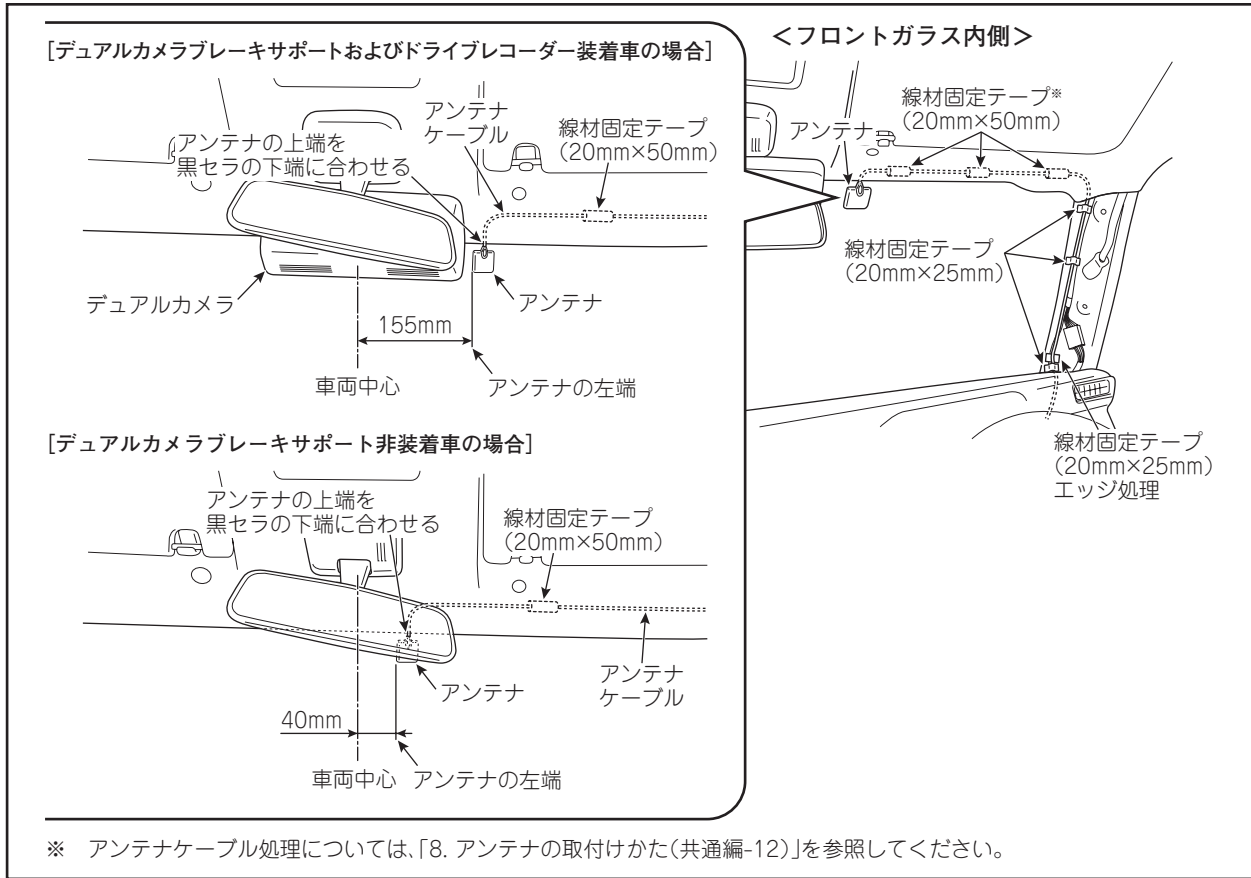 [デュアルカメラブレーキサポートおよびドライブレコーダー装着車の場合]
アンテナの上端を
黒セラの下端に合わせる
アンテナ
ケーブル
線材固定テープ
(20mm×50mm)
デュアルカメラ
アンテナ
155mm
車両中心
アンテナの左端
[デュアルカメラブレーキサポート非装着車の場合]
アンテナの上端を
黒セラの下端に合わせる
線材固定テープ
(20mm×50mm)
アンテナ
アンテナ
ケーブル
40mm
車両中心
アンテナの左端
<フロントガラス内側>
線材固定テープ※
(20mm×50mm)
アンテナ
線材固定テープ
(20mm×25mm)
線材固定テープ
(20mm×25mm)
エッジ処理
※ アンテナケーブル処理については、「8. アンテナの取付けかた(共通編-12)」を参照してください。